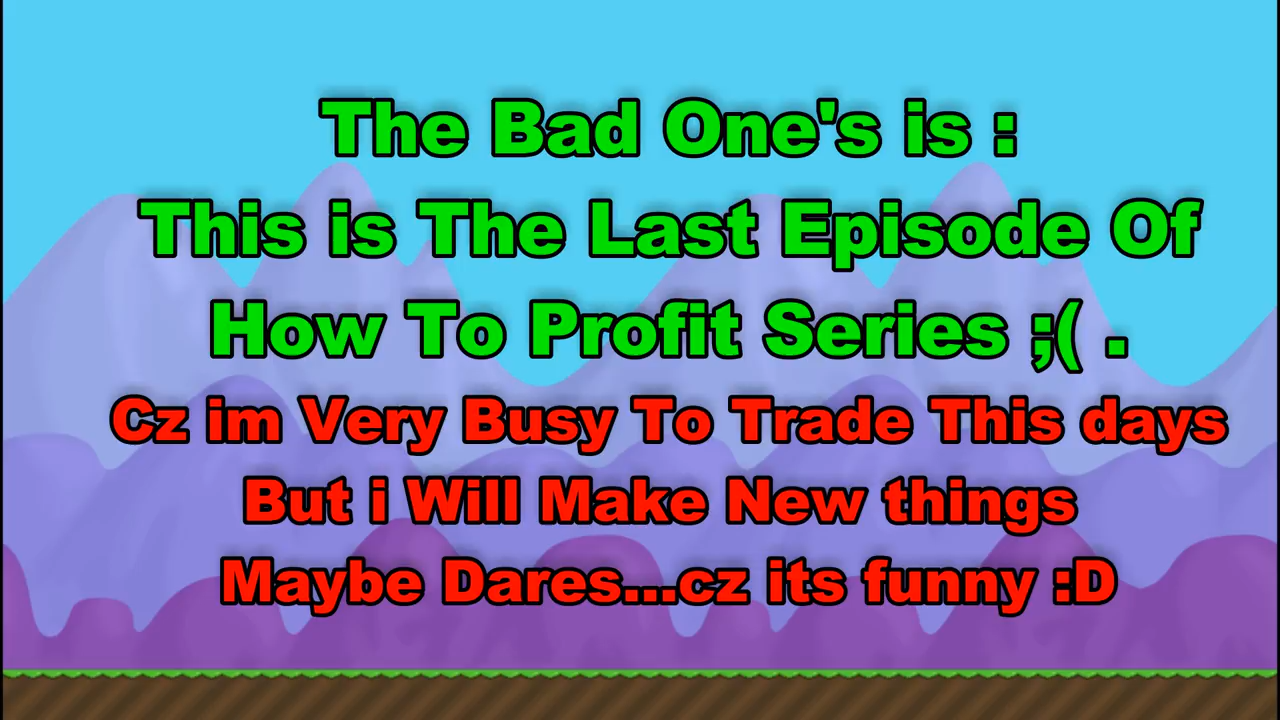 The Bad One's is :
This is The Last Episode Of
How To Profit Series ;( .
Cz im Very Busy To Trade This days
But i Will Make New things
Maybe Dares...cz its funny :D